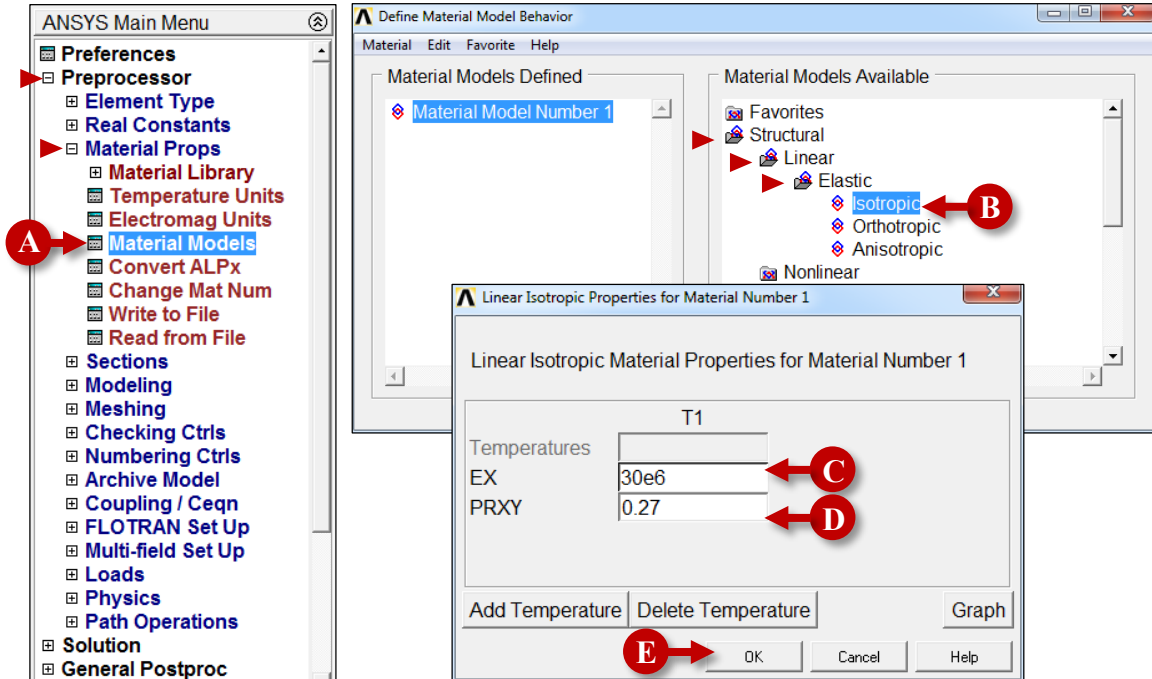 ANSYS Main Menu
Preferences
Preprocessor
Element Type
Real Constants
Material Props
Material Library
Temperature Units
Electromag Units
A
Material Models
Convert ALPx
Change Mat Num
Write to File
Read from File
Sections
Modeling
Meshing
Checking Ctrls
Numbering Ctrls
Archive Model
Coupling / Ceqn
FLOTRAN Set Up
Multi-field Set Up
Loads
Physics
Path Operations
Solution
General Postproc
Define Material Model Behavior
Material Edit Favorite Help
Material Models Defined
Material Model Number 1
Material Models Available
Favorites
Structural
Linear
Elastic
Isotropic
B
Orthotropic
Anisotropic
Nonlinear
Linear Isotropic Properties for Material Number 1
Linear Isotropic Material Properties for Material Number 1
T1
Temperatures
EX 30e6
C
PRXY 0.27
D
Add Temperature Delete Temperature Graph
E
OK Cancel Help